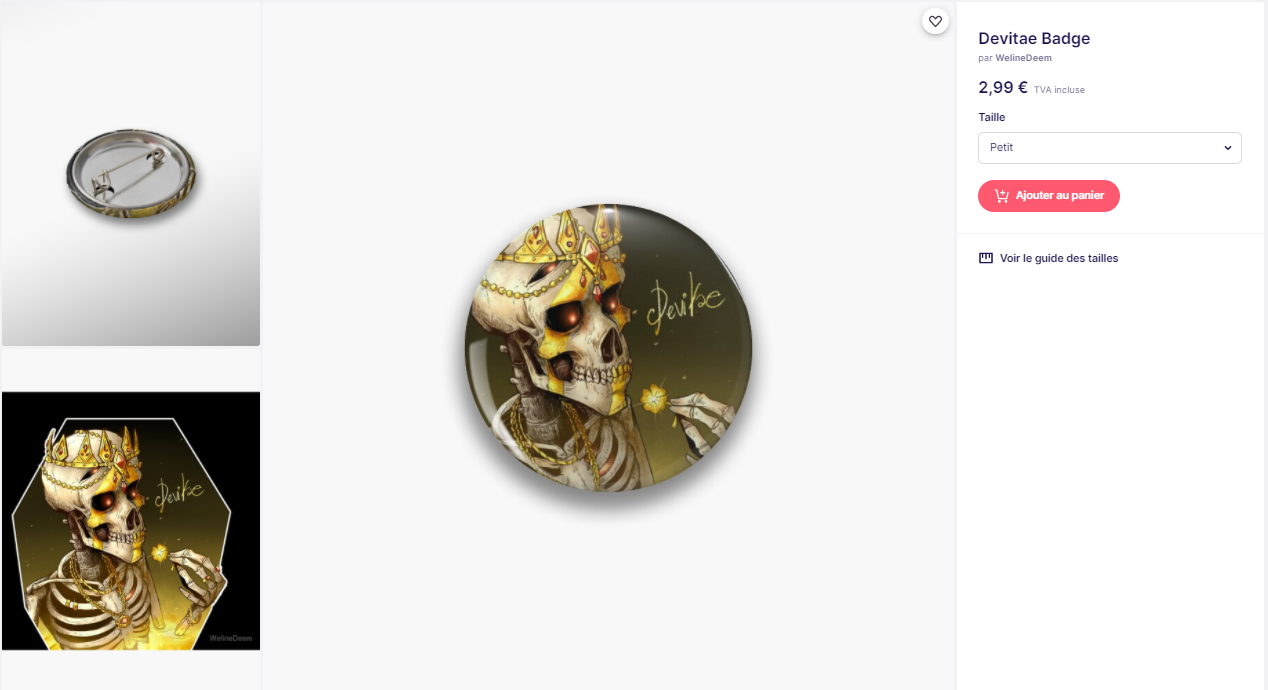 Devitae
Devitae
WelineDeem
Devitae Badge
par WelineDeem
2,99 € TVA incluse
Taille
Petit
Ajouter au panier
Voir le guide des tailles